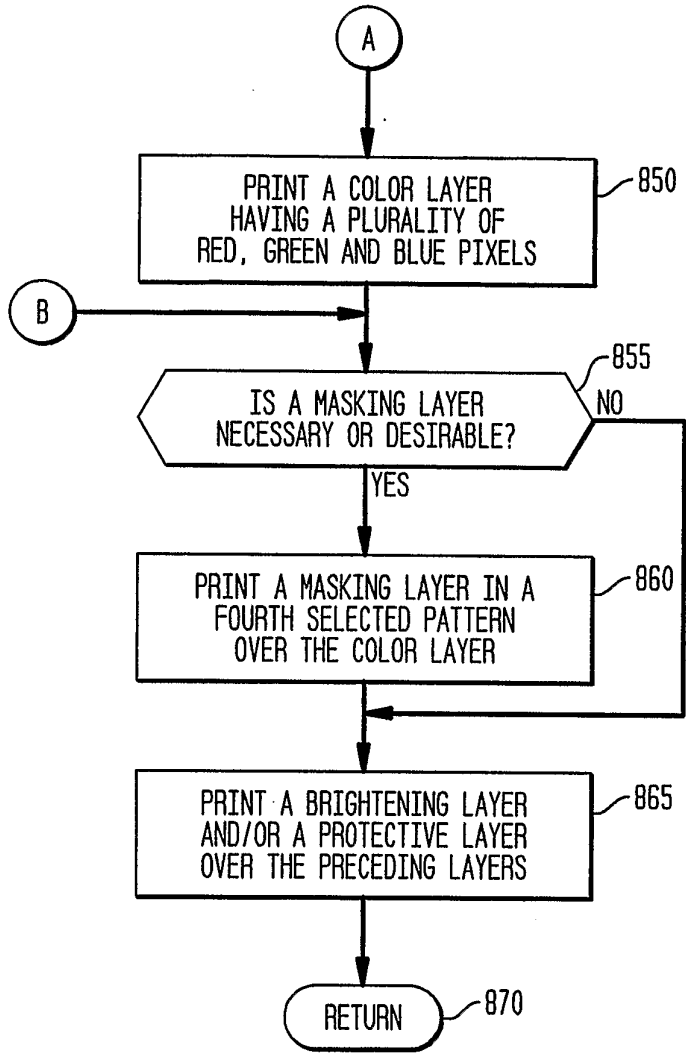 A
PRINT A COLOR LAYER
HAVING A PLURALITY OF
RED, GREEN AND BLUE PIXELS
850
B
855
IS A MASKING LAYER
NECESSARY OR DESIRABLE?
NO
YES
PRINT A MASKING LAYER IN A
FOURTH SELECTED PATTERN
OVER THE COLOR LAYER
860
PRINT A BRIGHTENING LAYER
AND/OR A PROTECTIVE LAYER
OVER THE PRECEDING LAYERS
865
RETURN
870